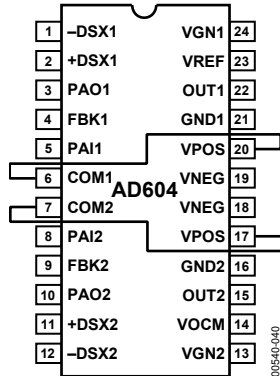 1 –DSX1 VGN1 24
2 +DSX1 VREF 23
3 PAO1 OUT1 22
4 FBK1 GND1 21
5 PAI1 VPOS 20
6 COM1 VNEG 19
AD604
7 COM2 VNEG 18
8 PAI2 VPOS 17
9 FBK2 GND2 16
10 PAO2 OUT2 15
11 +DSX2 VOCM 14
12 –DSX2 VGN2 13
00540-040